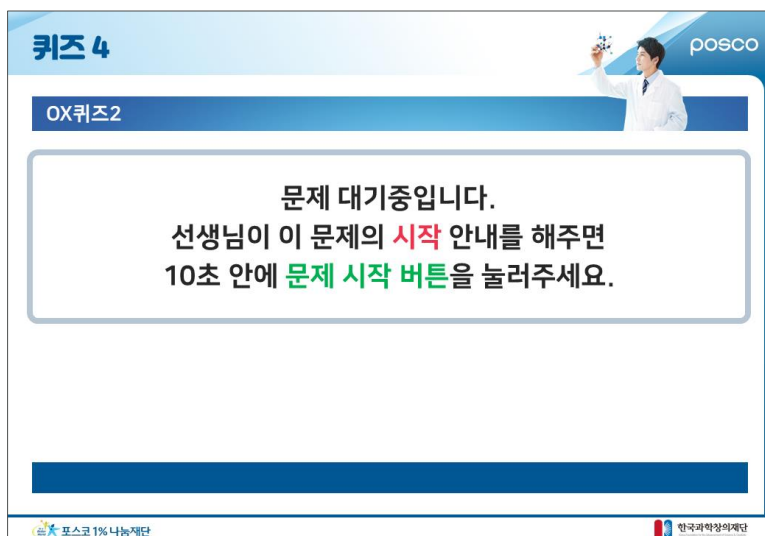 퀴즈 4
posco
OX퀴즈2
문제 대기중입니다.
선생님이 이 문제의 시작 안내를 해주면
10초 안에 문제 시작 버튼을 눌러주세요.
포스코 1% 나눔재단
한국과학창의재단